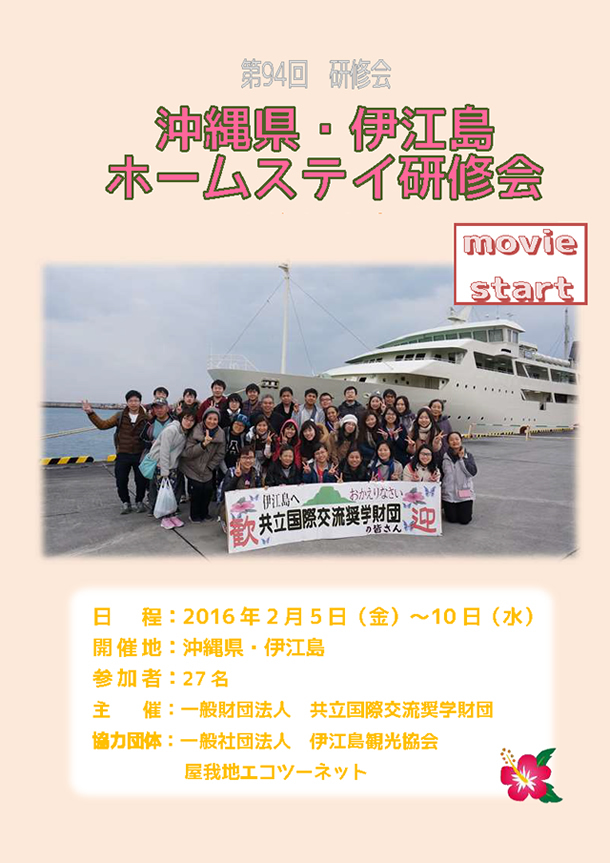 第94回 研修会
沖縄県・伊江島
ホームステイ研修会
movie
start
伊江島へ おかえりなさい
歓 共立国際交流奨学財団 の皆さん 迎
日 程：2016年2月5日（金）～10日（水）
開催地：沖縄県・伊江島
参加者：27名
主 催：一般財団法人 共立国際交流奨学財団
協力団体：一般社団法人 伊江島観光協会
屋我地エコツーネット